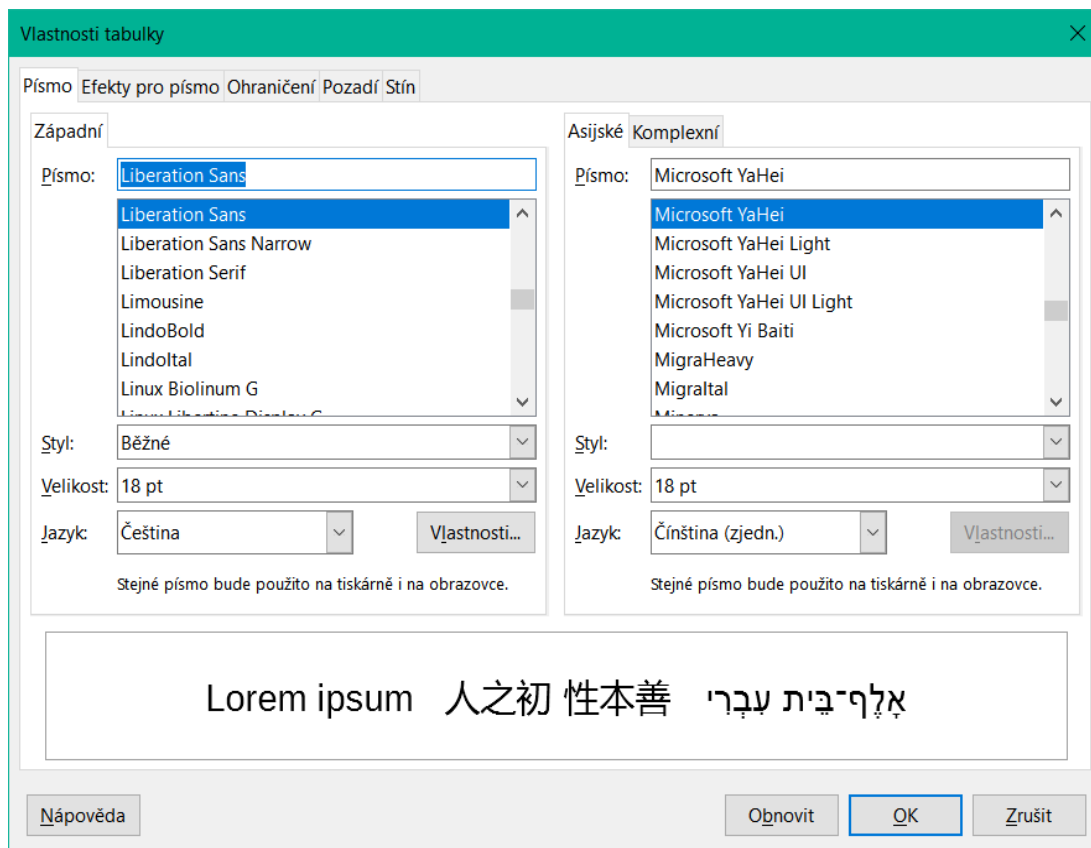 Vlastnosti tabulky
Písmo Efekty pro písmo Ohraničení Pozadí Stín
Západní
Písmo: Liberation Sans
Liberation Sans
Liberation Sans Narrow
Liberation Serif
Limousine
LindoBold
LindoItal
Linux Biolinum G
Styl: Běžné
Velikost: 18 pt
Jazyk: Čeština Vlastnosti...
Stejné písmo bude použito na tiskárně i na obrazovce.
Asijské Komplexní
Písmo: Microsoft YaHei
Microsoft YaHei
Microsoft YaHei Light
Microsoft YaHei UI
Microsoft YaHei UI Light
Microsoft Yi Baiti
MigraHeavy
MigraItal
Styl:
Velikost: 18 pt
Jazyk: Čínština (zjedn.) Vlastnosti...
Stejné písmo bude použito na tiskárně i na obrazovce.
Lorem ipsum 人之初 性本善 אָלֶף־בֵּית עִבְרִי
Nápověda Obnovit OK Zrušit